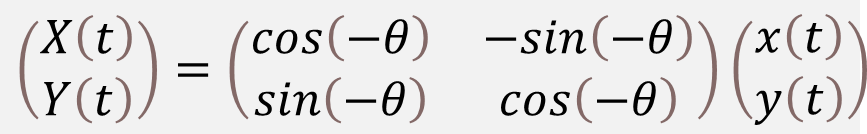 (X(t) Y(t)) = (cos(−θ) −sin(−θ) sin(−θ) cos(−θ)) (x(t) y(t))